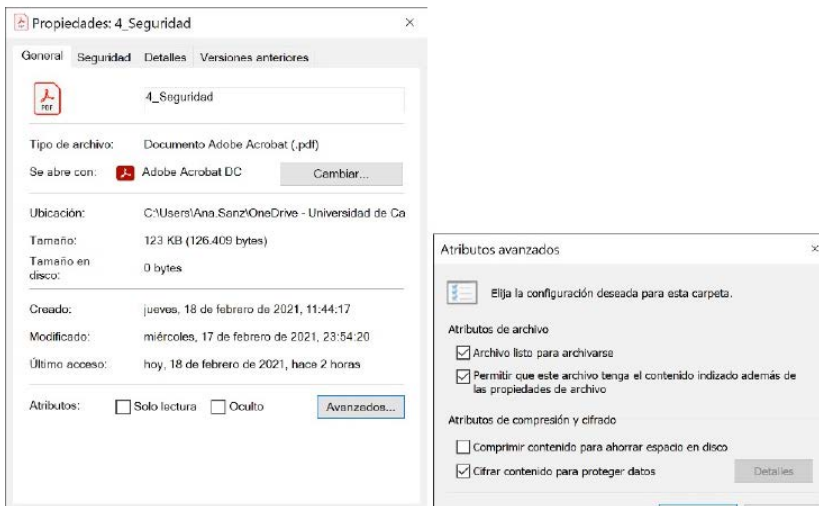 Propiedades: 4_Seguridad
General Seguridad Detalles Versiones anteriores
PDF
4_Seguridad
Tipo de archivo: Documento Adobe Acrobat (.pdf)
Se abre con: Adobe Acrobat DC Cambiar...
Ubicación: C:\Users\Ana.Sanz\OneDrive - Universidad de Ca
Tamaño: 123 KB (126.409 bytes)
Tamaño en
disco: 0 bytes
Creado: jueves, 18 de febrero de 2021, 11:44:17
Modificado: miércoles, 17 de febrero de 2021, 23:54:20
Último acceso: hoy, 18 de febrero de 2021, hace 2 horas
Atributos: Solo lectura Oculto Avanzados...
Atributos avanzados
Elija la configuración deseada para esta carpeta.
Atributos de archivo
Archivo listo para archivarse
Permitir que este archivo tenga el contenido indizado además de
las propiedades de archivo
Atributos de compresión y cifrado
Comprimir contenido para ahorrar espacio en disco
Cifrar contenido para proteger datos Detalles